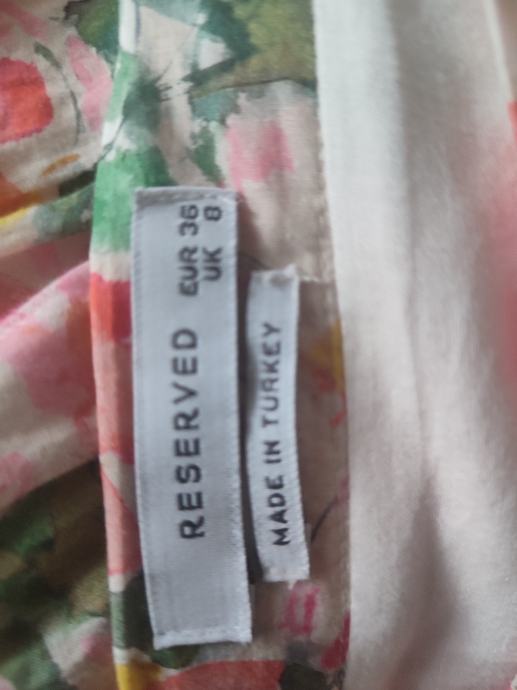 RESERVED
EUR 36
UK 8
MADE IN TURKEY